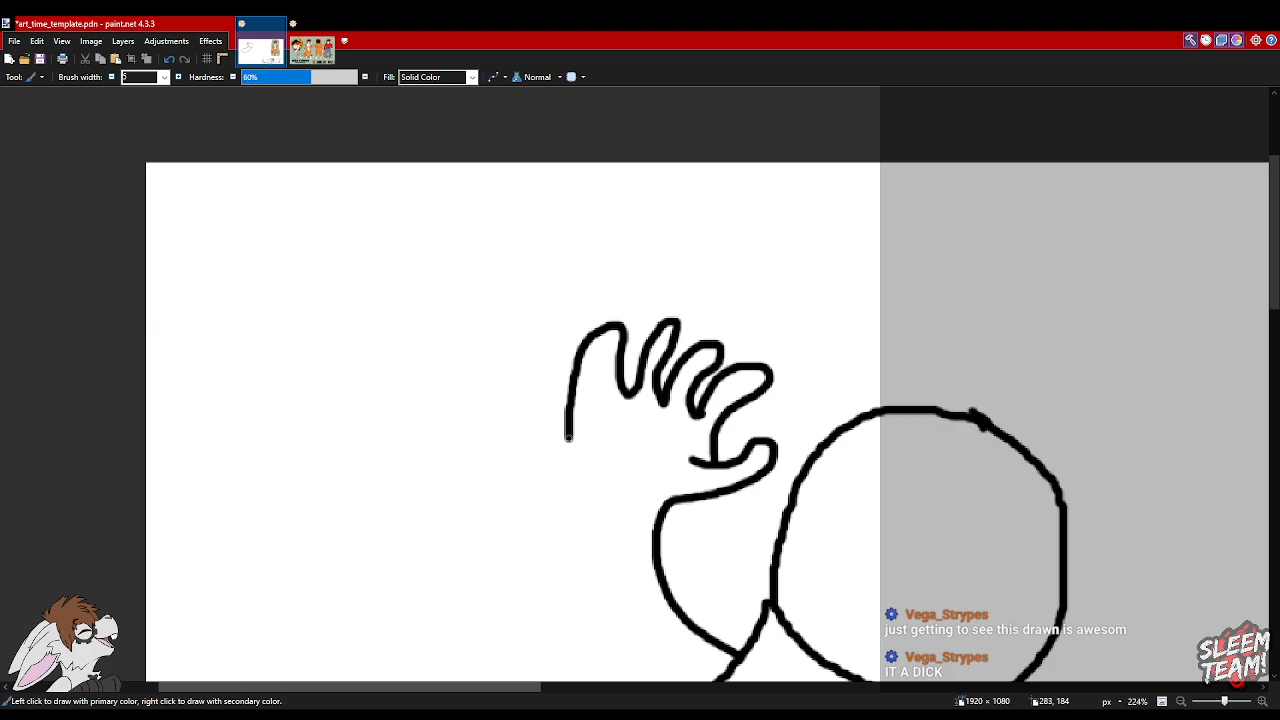 *art_time_template.pdn - paint.net 4.3.3
File Edit View Image Layers Adjustments Effects
Tool: Brush width: 5 Hardness: 60% Fill: Solid Color Normal
Vega_Strypes
just getting to see this drawn is awesom
Vega_Strypes
IT A DICK
SLEEM
TEAM!
Left click to draw with primary color, right click to draw with secondary color. 1920 × 1080 283, 184 px 224%